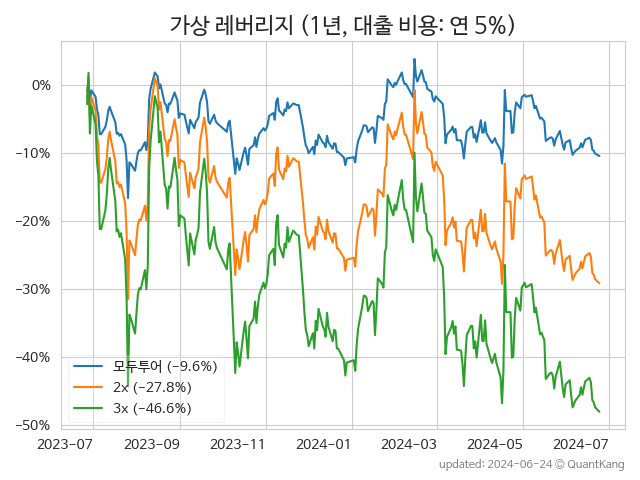 가상 레버리지 (1년, 대출 비용: 연 5%)
0%
−10%
−20%
−30%
−40%
−50%
모두투어 (−9.6%)
2x (−27.8%)
3x (−46.6%)
2023-07 2023-09 2023-11 2024-01 2024-03 2024-05 2024-07
updated: 2024-06-24 ⓒ QuantKang